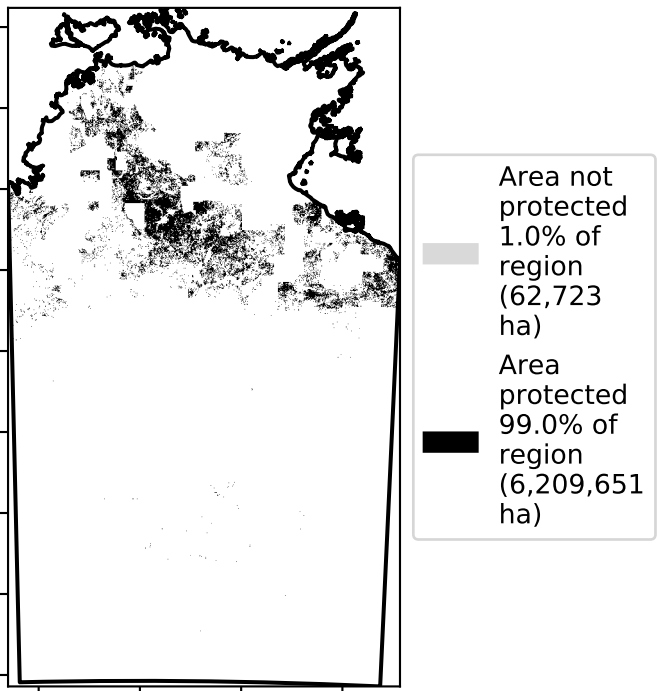 Area not
protected
1.0% of
region
(62,723
ha)
Area
protected
99.0% of
region
(6,209,651
ha)